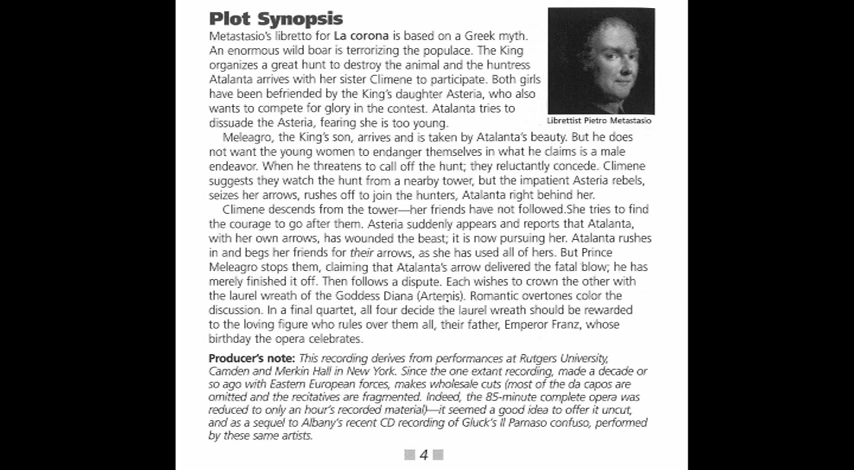 Plot Synopsis
Metastasio's libretto for La corona is based on a Greek myth.
An enormous wild boar is terrorizing the populace. The King
organizes a great hunt to destroy the animal and the huntress
Atalanta arrives with her sister Climene to participate. Both girls
have been befriended by the King's daughter Asteria, who also
wants to compete for glory in the contest. Atalanta tries to
dissuade the Asteria, fearing she is too young.
Librettist Pietro Metastasio
Meleagro, the King's son, arrives and is taken by Atalanta's beauty. But he does
not want the young women to endanger themselves in what he claims is a male
endeavor. When he threatens to call off the hunt; they reluctantly concede. Climene
suggests they watch the hunt from a nearby tower, but the impatient Asteria rebels,
seizes her arrows, rushes off to join the hunters, Atalanta right behind her.
Climene descends from the tower—her friends have not followed.She tries to find
the courage to go after them. Asteria suddenly appears and reports that Atalanta,
with her own arrows, has wounded the beast; it is now pursuing her. Atalanta rushes
in and begs her friends for their arrows, as she has used all of hers. But Prince
Meleagro stops them, claiming that Atalanta's arrow delivered the fatal blow; he has
merely finished it off. Then follows a dispute. Each wishes to crown the other with
the laurel wreath of the Goddess Diana (Artemis). Romantic overtones color the
discussion. In a final quartet, all four decide the laurel wreath should be rewarded
to the loving figure who rules over them all, their father, Emperor Franz, whose
birthday the opera celebrates.
Producer's note: This recording derives from performances at Rutgers University,
Camden and Merkin Hall in New York. Since the one extant recording, made a decade or
so ago with Eastern European forces, makes wholesale cuts (most of the da capos are
omitted and the recitatives are fragmented. Indeed, the 85-minute complete opera was
reduced to only an hour's recorded material)—it seemed a good idea to offer it uncut,
and as a sequel to Albany's recent CD recording of Gluck's Il Parnaso confuso, performed
by these same artists.
4